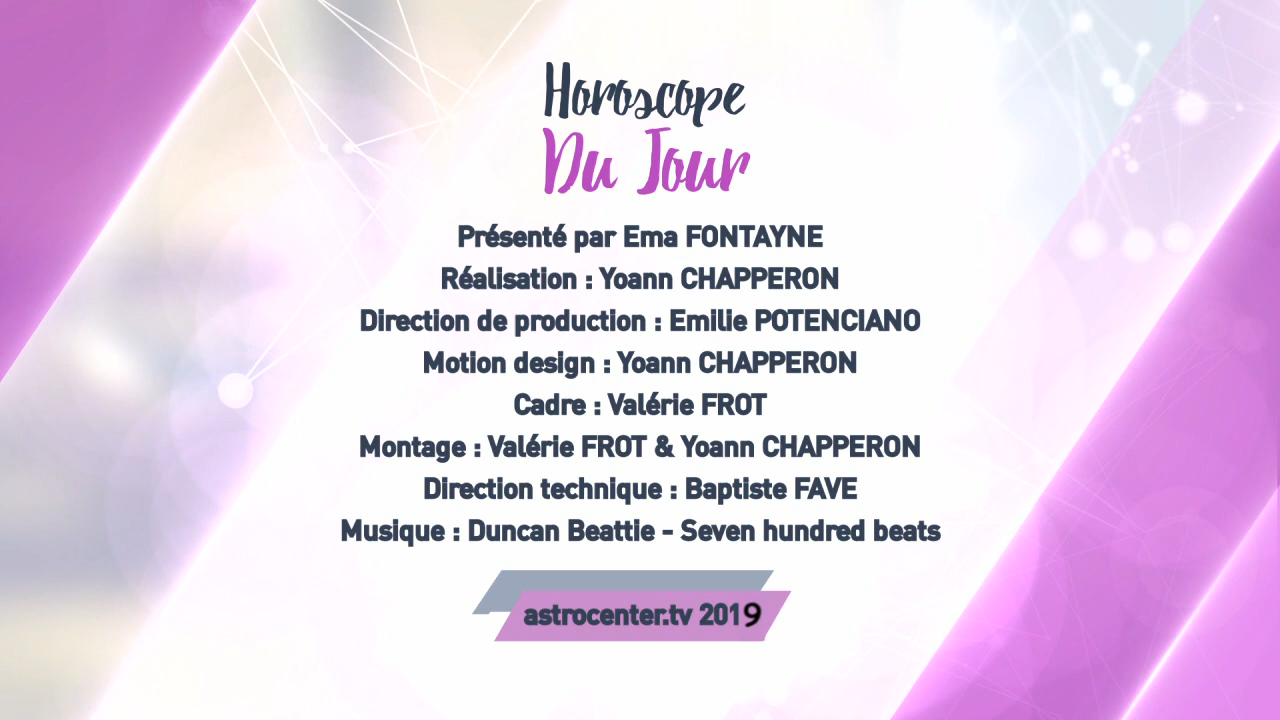 Horoscope
Du Jour
Présenté par Ema FONTAYNE
Réalisation : Yoann CHAPPERON
Direction de production : Emilie POTENCIANO
Motion design : Yoann CHAPPERON
Cadre : Valérie FROT
Montage : Valérie FROT & Yoann CHAPPERON
Direction technique : Baptiste FAVE
Musique : Duncan Beattie - Seven hundred beats
astrocenter.tv 2019